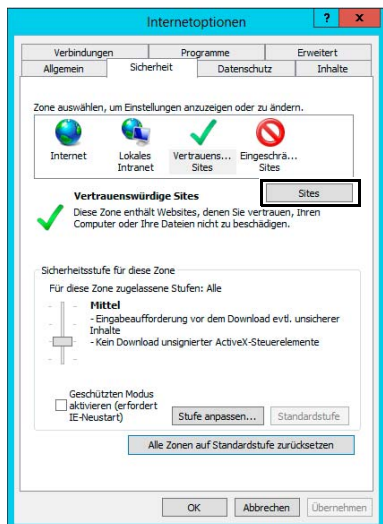 Internetoptionen
?
x
Verbindungen
Programme
Erweitert
Allgemein
Sicherheit
Datenschutz
Inhalte
Zone auswählen, um Einstellungen anzuzeigen oder zu ändern.
Internet
Lokales
Intranet
Vertrauens...
Sites
Eingeschrä...
Sites
Vertrauenswürdige Sites
Sites
Diese Zone enthält Websites, denen Sie vertrauen, Ihren
Computer oder Ihre Dateien nicht zu beschädigen.
Sicherheitsstufe für diese Zone
Für diese Zone zugelassene Stufen: Alle
Mittel
- Eingabeaufforderung vor dem Download evtl. unsicherer
Inhalte
- Kein Download unsignierter ActiveX-Steuerelemente
Geschützten Modus
aktivieren (erfordert
IE-Neustart)
Stufe anpassen...
Standardstufe
Alle Zonen auf Standardstufe zurücksetzen
OK
Abbrechen
Übernehmen